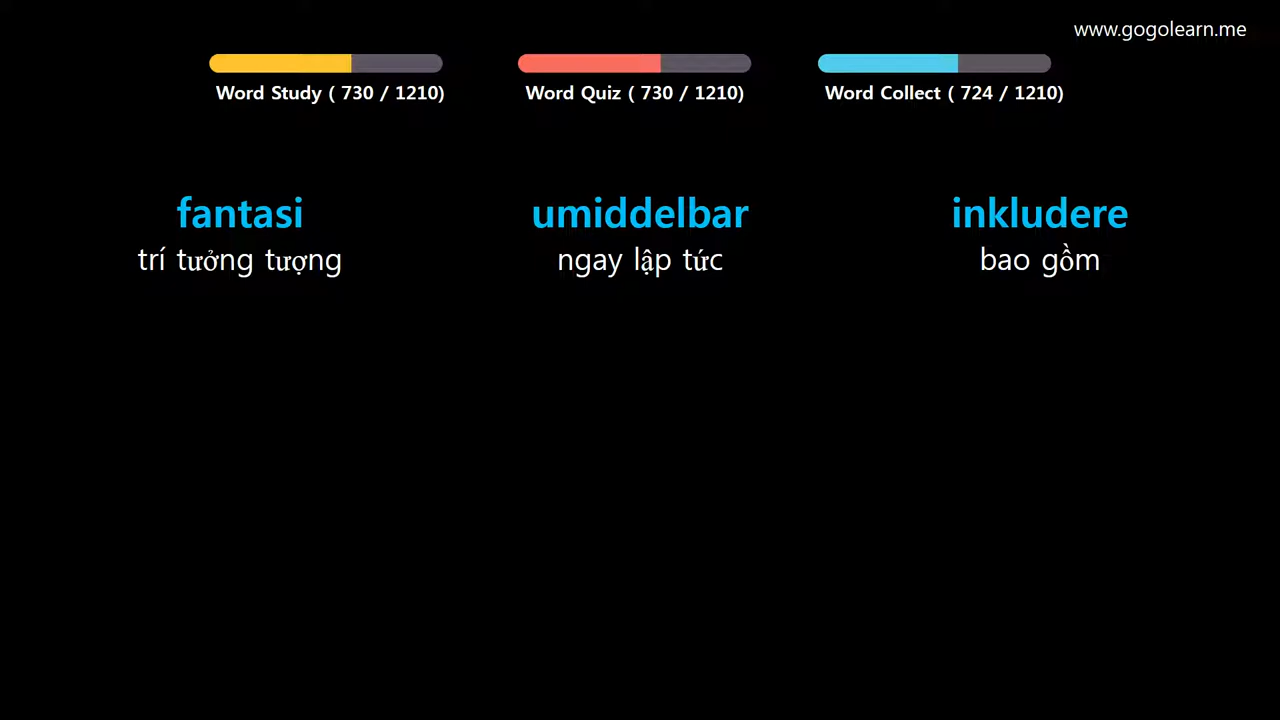 www.gogolearn.me
Word Study ( 730 / 1210)
Word Quiz ( 730 / 1210)
Word Collect ( 724 / 1210)
fantasi
trí tưởng tượng
umiddelbar
ngay lập tức
inkludere
bao gồm